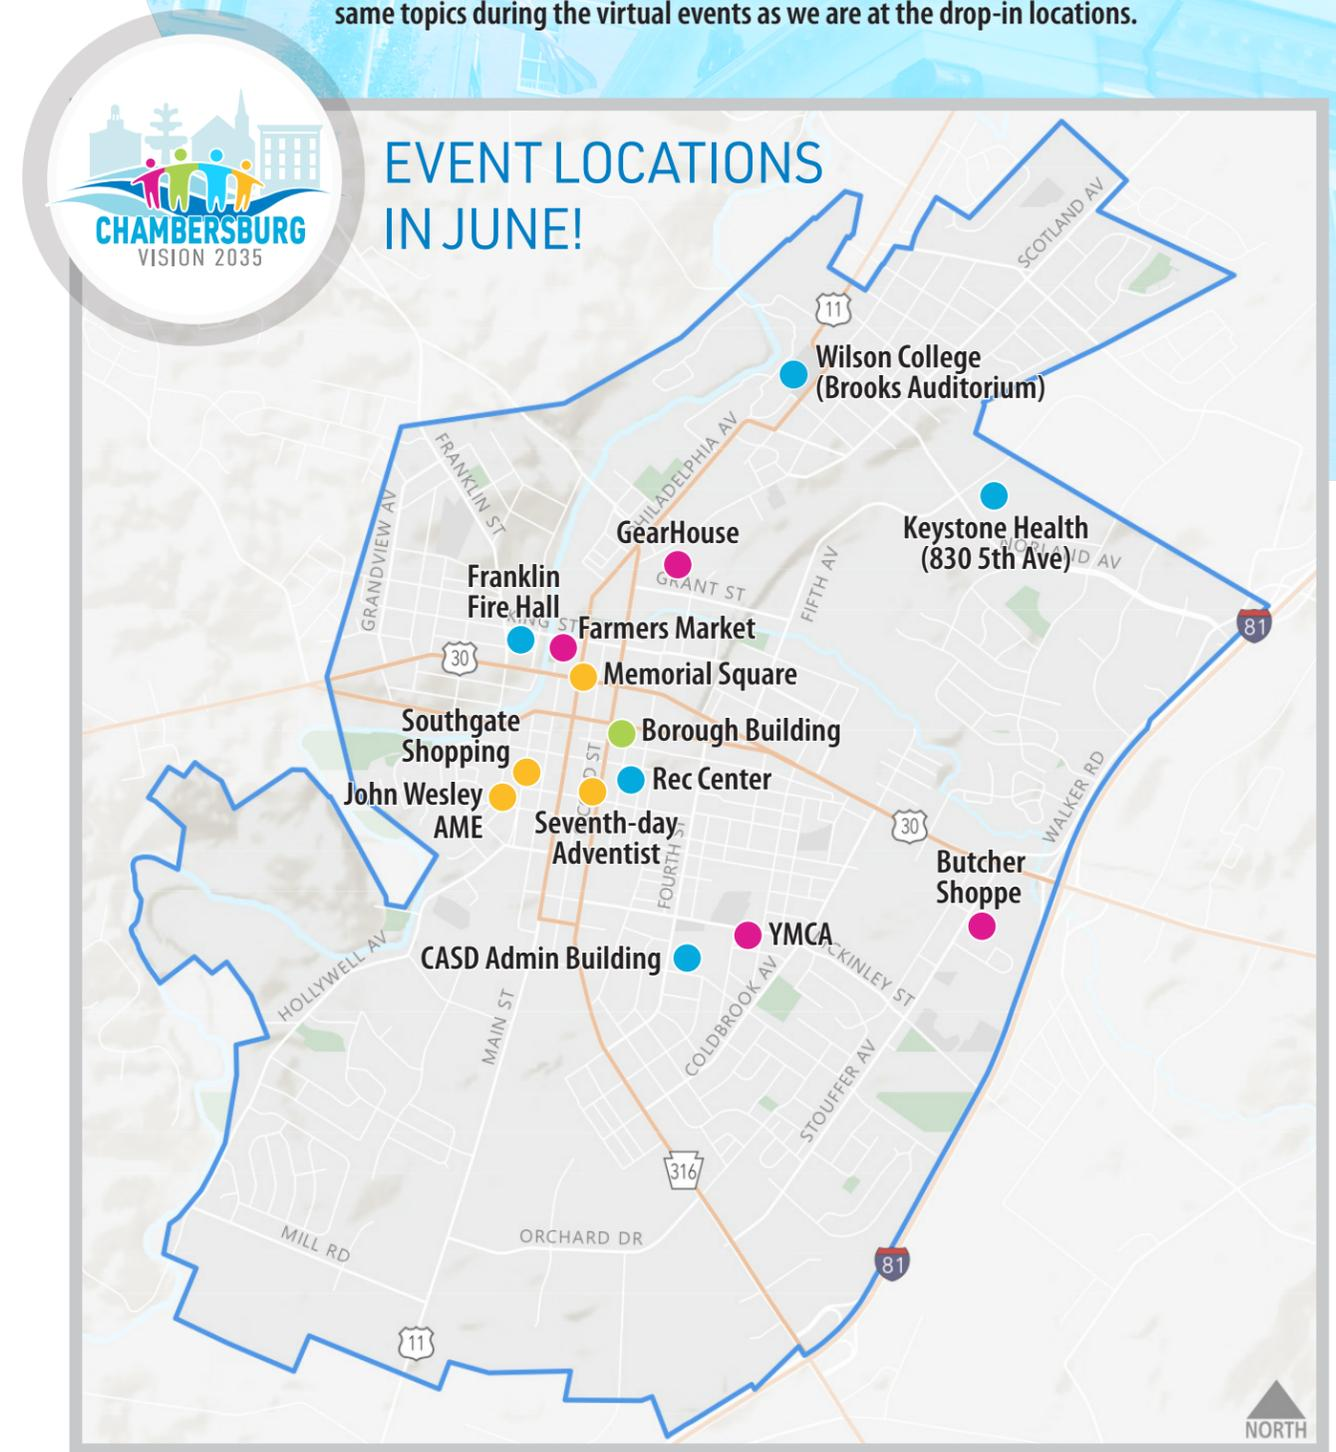 same topics during the virtual events as we are at the drop-in locations.
CHAMBERSBURG
VISION 2035
EVENT LOCATIONS
IN JUNE!
SCOTLAND AV
11
Wilson College
(Brooks Auditorium)
PHILADELPHIA AV
FRANKLIN ST
GRANDVIEW AV
Keystone Health
(830 5th Ave)
NORLAND AV
GearHouse
GRANT ST
FIFTH AV
Franklin
Fire Hall
KING ST
Farmers Market
81
30
Memorial Square
Southgate
Shopping
Borough Building
Rec Center
John Wesley
AME
Seventh-day
Adventist
FOURTH ST
30
WALKER RD
Butcher
Shoppe
YMCA
CASD Admin Building
HOLLYWELL AV
MAIN ST
COLDBROOK AV
STOUFFER AV
316
MILL RD
ORCHARD DR
81
11
NORTH